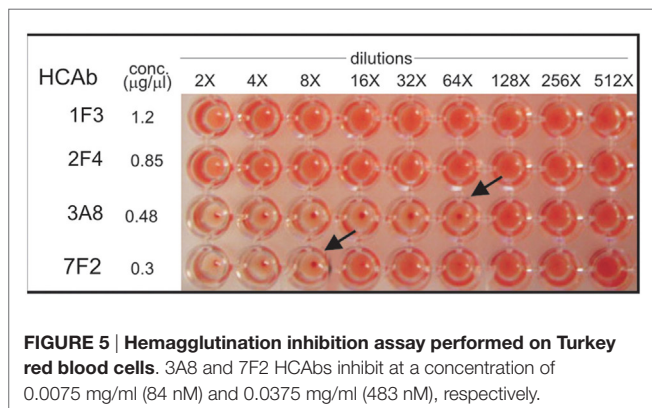 dilutions
HCAb conc. (µg/µl) 2X 4X 8X 16X 32X 64X 128X 256X 512X
1F3 1.2
2F4 0.85
3A8 0.48
7F2 0.3
FIGURE 5 | Hemagglutination inhibition assay performed on Turkey
red blood cells. 3A8 and 7F2 HCAbs inhibit at a concentration of
0.0075 mg/ml (84 nM) and 0.0375 mg/ml (483 nM), respectively.